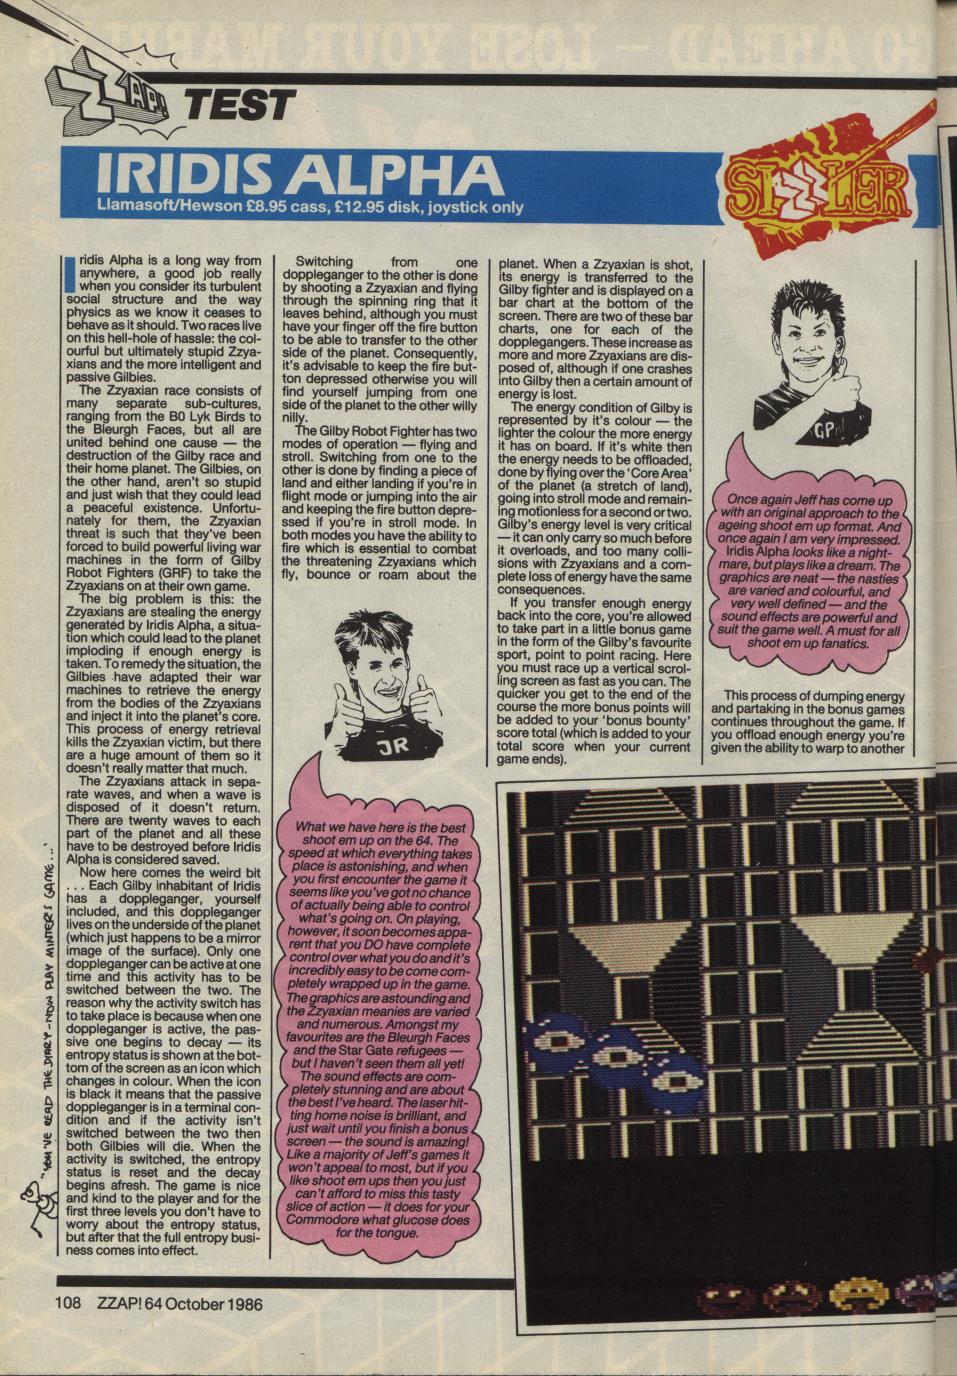 ZZAP! TEST
IRIDIS ALPHA
Llamasoft/Hewson £8.95 cass, £12.95 disk, joystick only
SIZZLER
Iridis Alpha is a long way from
anywhere, a good job really
when you consider its turbulent
social structure and the way
physics as we know it ceases to
behave as it should. Two races live
on this hell-hole of hassle: the col-
ourful but ultimately stupid Zzya-
xians and the more intelligent and
passive Gilbies.
The Zzyaxian race consists of
many separate sub-cultures,
ranging from the B0 Lyk Birds to
the Bleurgh Faces, but all are
united behind one cause — the
destruction of the Gilby race and
their home planet. The Gilbies, on
the other hand, aren't so stupid
and just wish that they could lead
a peaceful existence. Unfortu-
nately for them, the Zzyaxian
threat is such that they've been
forced to build powerful living war
machines in the form of Gilby
Robot Fighters (GRF) to take the
Zzyaxians on at their own game.
The big problem is this: the
Zzyaxians are stealing the energy
generated by Iridis Alpha, a situa-
tion which could lead to the planet
imploding if enough energy is
taken. To remedy the situation, the
Gilbies have adapted their war
machines to retrieve the energy
from the bodies of the Zzyaxians
and inject it into the planet's core.
This process of energy retrieval
kills the Zzyaxian victim, but there
are a huge amount of them so it
doesn't really matter that much.
The Zzyaxians attack in sepa-
rate waves, and when a wave is
disposed of it doesn't return.
There are twenty waves to each
part of the planet and all these
have to be destroyed before Iridis
Alpha is considered saved.
Now here comes the weird bit
. . . Each Gilby inhabitant of Iridis
has a doppleganger, yourself
included, and this doppleganger
lives on the underside of the planet
(which just happens to be a mirror
image of the surface). Only one
doppleganger can be active at one
time and this activity has to be
switched between the two. The
reason why the activity switch has
to take place is because when one
doppleganger is active, the pas-
sive one begins to decay — its
entropy status is shown at the bot-
tom of the screen as an icon which
changes in colour. When the icon
is black it means that the passive
doppleganger is in a terminal con-
dition and if the activity isn't
switched between the two then
both Gilbies will die. When the
activity is switched, the entropy
status is reset and the decay
begins afresh. The game is nice
and kind to the player and for the
first three levels you don't have to
worry about the entropy status,
but after that the full entropy busi-
ness comes into effect.
"YOU'VE READ THE DIARY - NOW PLAY MINTER'S GAME...'
Switching from one
doppleganger to the other is done
by shooting a Zzyaxian and flying
through the spinning ring that it
leaves behind, although you must
have your finger off the fire button
to be able to transfer to the other
side of the planet. Consequently,
it's advisable to keep the fire but-
ton depressed otherwise you will
find yourself jumping from one
side of the planet to the other willy
nilly.
The Gilby Robot Fighter has two
modes of operation — flying and
stroll. Switching from one to the
other is done by finding a piece of
land and either landing if you're in
flight mode or jumping into the air
and keeping the fire button depre-
ssed if you're in stroll mode. In
both modes you have the ability to
fire which is essential to combat
the threatening Zzyaxians which
fly, bounce or roam about the
JR
What we have here is the best
shoot em up on the 64. The
speed at which everything takes
place is astonishing, and when
you first encounter the game it
seems like you've got no chance
of actually being able to control
what's going on. On playing,
however, it soon becomes appa-
rent that you DO have complete
control over what you do and it's
incredibly easy to be come com-
pletely wrapped up in the game.
The graphics are astounding and
the Zzyaxian meanies are varied
and numerous. Amongst my
favourites are the Bleurgh Faces
and the Star Gate refugees —
but I haven't seen them all yet!
The sound effects are com-
pletely stunning and are about
the best I've heard. The laser hit-
ting home noise is brilliant, and
just wait until you finish a bonus
screen — the sound is amazing!
Like a majority of Jeff's games it
won't appeal to most, but if you
like shoot em ups then you just
can't afford to miss this tasty
slice of action — it does for your
Commodore what glucose does
for the tongue.
planet. When a Zzyaxian is shot,
its energy is transferred to the
Gilby fighter and is displayed on a
bar chart at the bottom of the
screen. There are two of these bar
charts, one for each of the
dopplegangers. These increase as
more and more Zzyaxians are dis-
posed of, although if one crashes
into Gilby then a certain amount of
energy is lost.
The energy condition of Gilby is
represented by it's colour — the
lighter the colour the more energy
it has on board. If it's white then
the energy needs to be offloaded,
done by flying over the 'Core Area'
of the planet (a stretch of land),
going into stroll mode and remain-
ing motionless for a second or two.
Gilby's energy level is very critical
— it can only carry so much before
it overloads, and too many colli-
sions with Zzyaxians and a com-
plete loss of energy have the same
consequences.
If you transfer enough energy
back into the core, you're allowed
to take part in a little bonus game
in the form of the Gilby's favourite
sport, point to point racing. Here
you must race up a vertical scrol-
ling screen as fast as you can. The
quicker you get to the end of the
course the more bonus points will
be added to your 'bonus bounty'
score total (which is added to your
total score when your current
game ends).
GP
Once again Jeff has come up
with an original approach to the
ageing shoot em up format. And
once again I am very impressed.
Iridis Alpha looks like a night-
mare, but plays like a dream. The
graphics are neat — the nasties
are varied and colourful, and
very well defined — and the
sound effects are powerful and
suit the game well. A must for all
shoot em up fanatics.
This process of dumping energy
and partaking in the bonus games
continues throughout the game. If
you offload enough energy you're
given the ability to warp to another
108 ZZAP! 64 October 1986